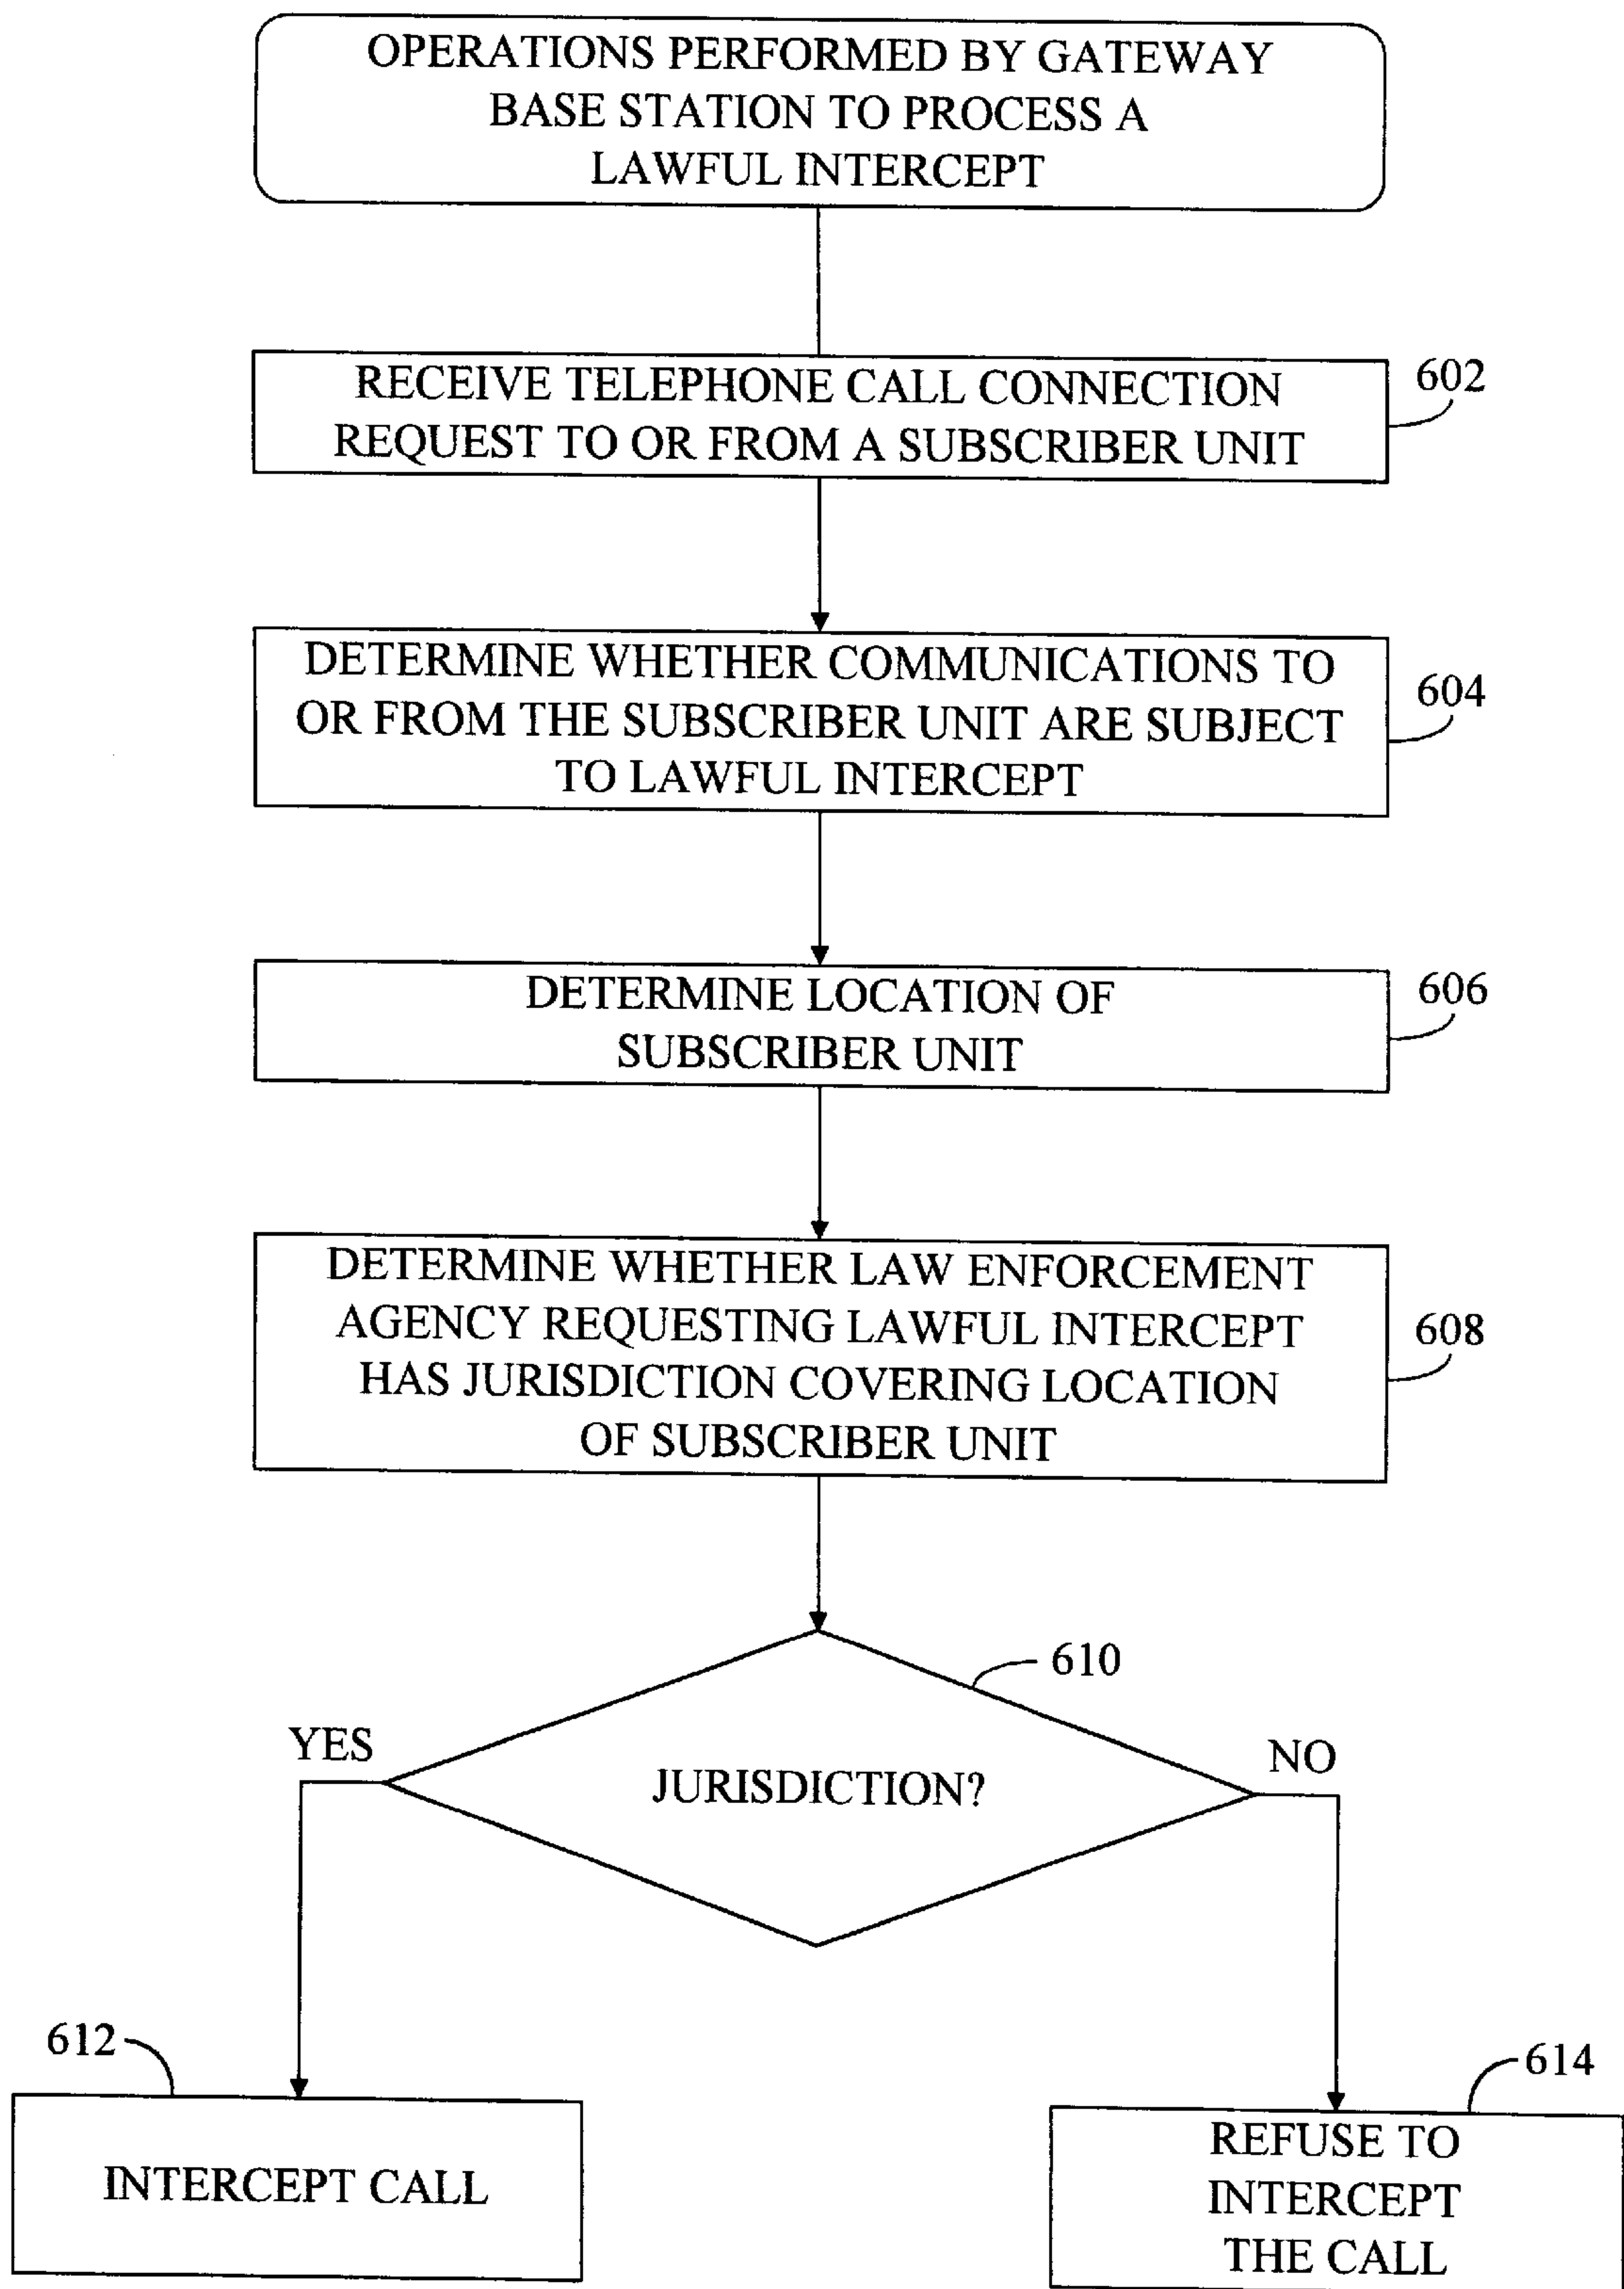 OPERATIONS PERFORMED BY GATEWAY
BASE STATION TO PROCESS A
LAWFUL INTERCEPT
RECEIVE TELEPHONE CALL CONNECTION
REQUEST TO OR FROM A SUBSCRIBER UNIT
602
DETERMINE WHETHER COMMUNICATIONS TO
OR FROM THE SUBSCRIBER UNIT ARE SUBJECT
TO LAWFUL INTERCEPT
604
DETERMINE LOCATION OF
SUBSCRIBER UNIT
606
DETERMINE WHETHER LAW ENFORCEMENT
AGENCY REQUESTING LAWFUL INTERCEPT
HAS JURISDICTION COVERING LOCATION
OF SUBSCRIBER UNIT
608
610
YES
JURISDICTION?
NO
612
INTERCEPT CALL
614
REFUSE TO
INTERCEPT
THE CALL